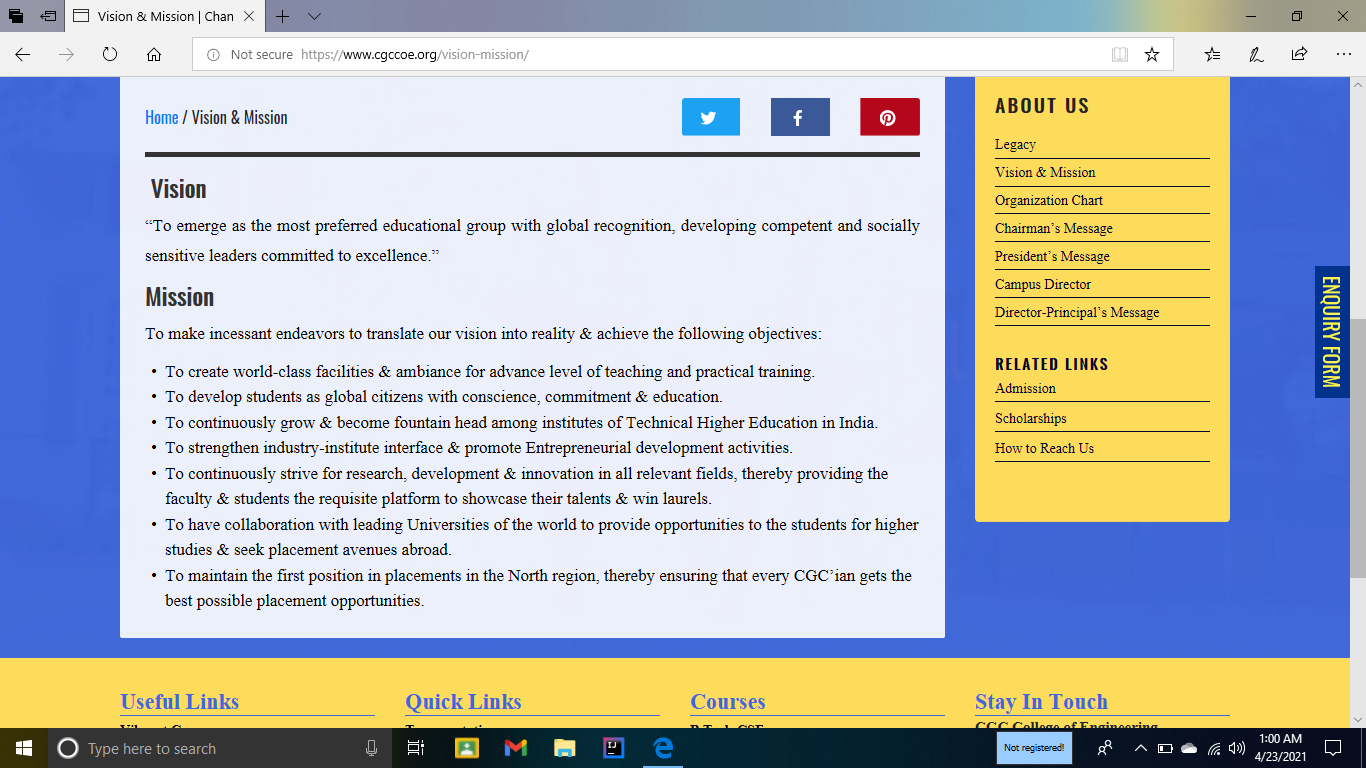 Vision & Mission | Chan
Not secure https://www.cgccoe.org/vision-mission/
Home / Vision & Mission
Vision
“To emerge as the most preferred educational group with global recognition, developing competent and socially
sensitive leaders committed to excellence.”
Mission
To make incessant endeavors to translate our vision into reality & achieve the following objectives:
• To create world-class facilities & ambiance for advance level of teaching and practical training.
• To develop students as global citizens with conscience, commitment & education.
• To continuously grow & become fountain head among institutes of Technical Higher Education in India.
• To strengthen industry-institute interface & promote Entrepreneurial development activities.
• To continuously strive for research, development & innovation in all relevant fields, thereby providing the
faculty & students the requisite platform to showcase their talents & win laurels.
• To have collaboration with leading Universities of the world to provide opportunities to the students for higher
studies & seek placement avenues abroad.
• To maintain the first position in placements in the North region, thereby ensuring that every CGC’ian gets the
best possible placement opportunities.
ABOUT US
Legacy
Vision & Mission
Organization Chart
Chairman’s Message
President’s Message
Campus Director
Director-Principal’s Message
RELATED LINKS
Admission
Scholarships
How to Reach Us
ENQUIRY FORM
Useful Links
Quick Links
Courses
Stay In Touch
CGC College of Engineering
Type here to search
IJ
Not registered!
1:00 AM
4/23/2021